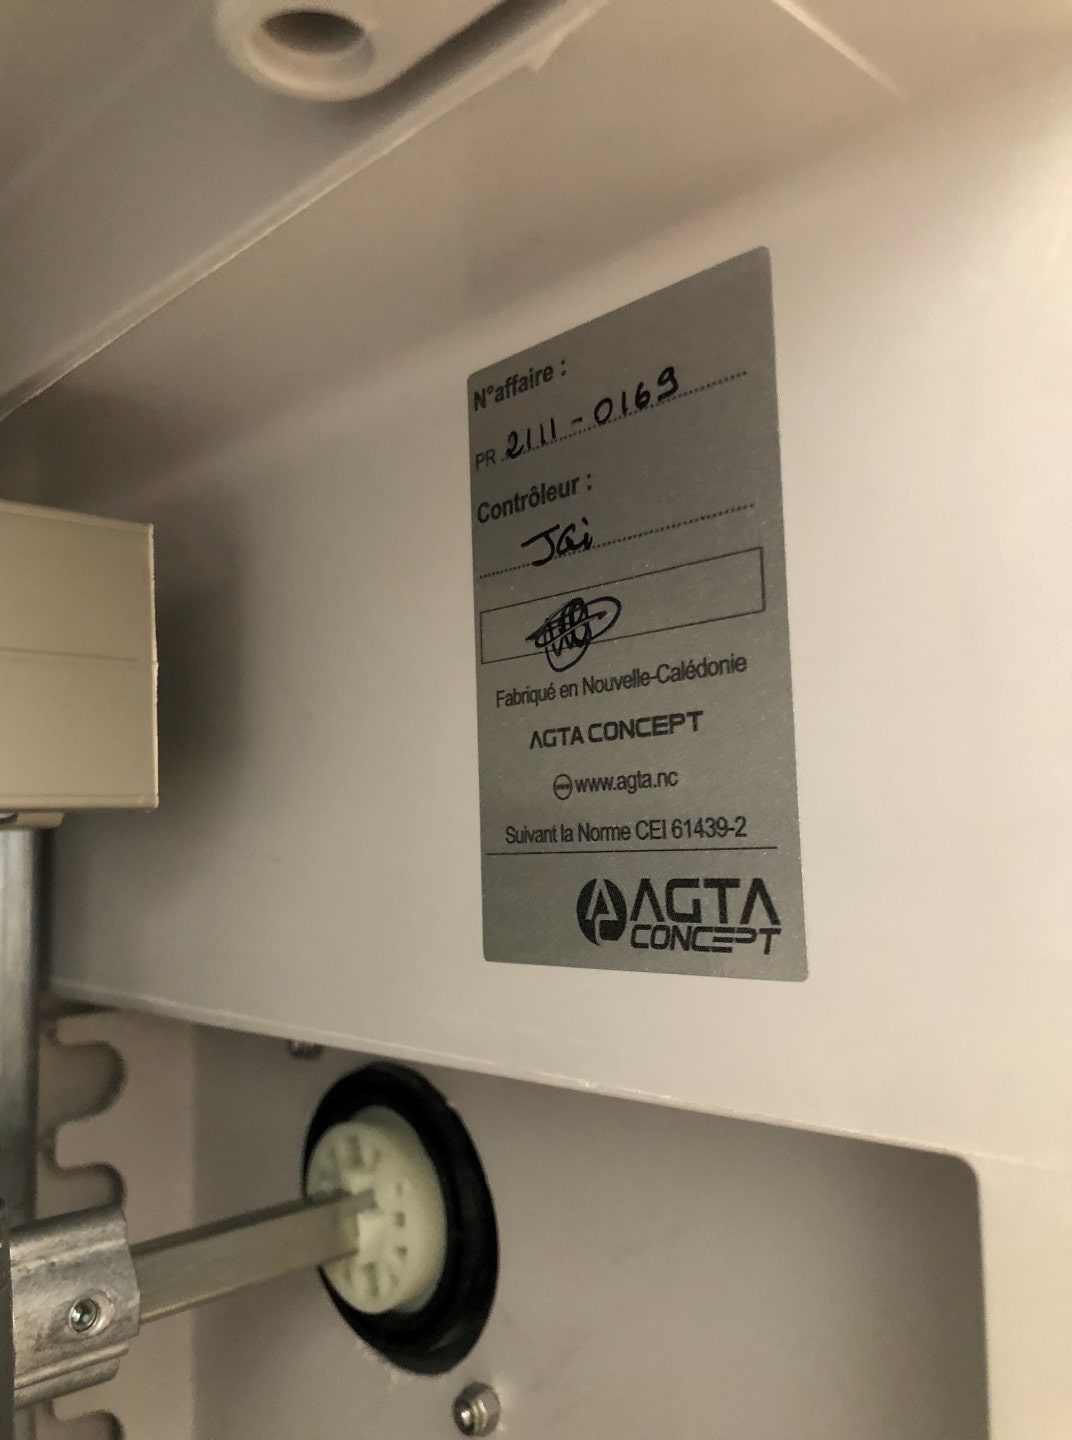 N°affaire :
PR 2111-0169
Contrôleur :
JGi
Fabriqué en Nouvelle-Calédonie
AGTA CONCEPT
www.agta.nc
Suivant la Norme CEI 61439-2
AGTA
CONCEPT